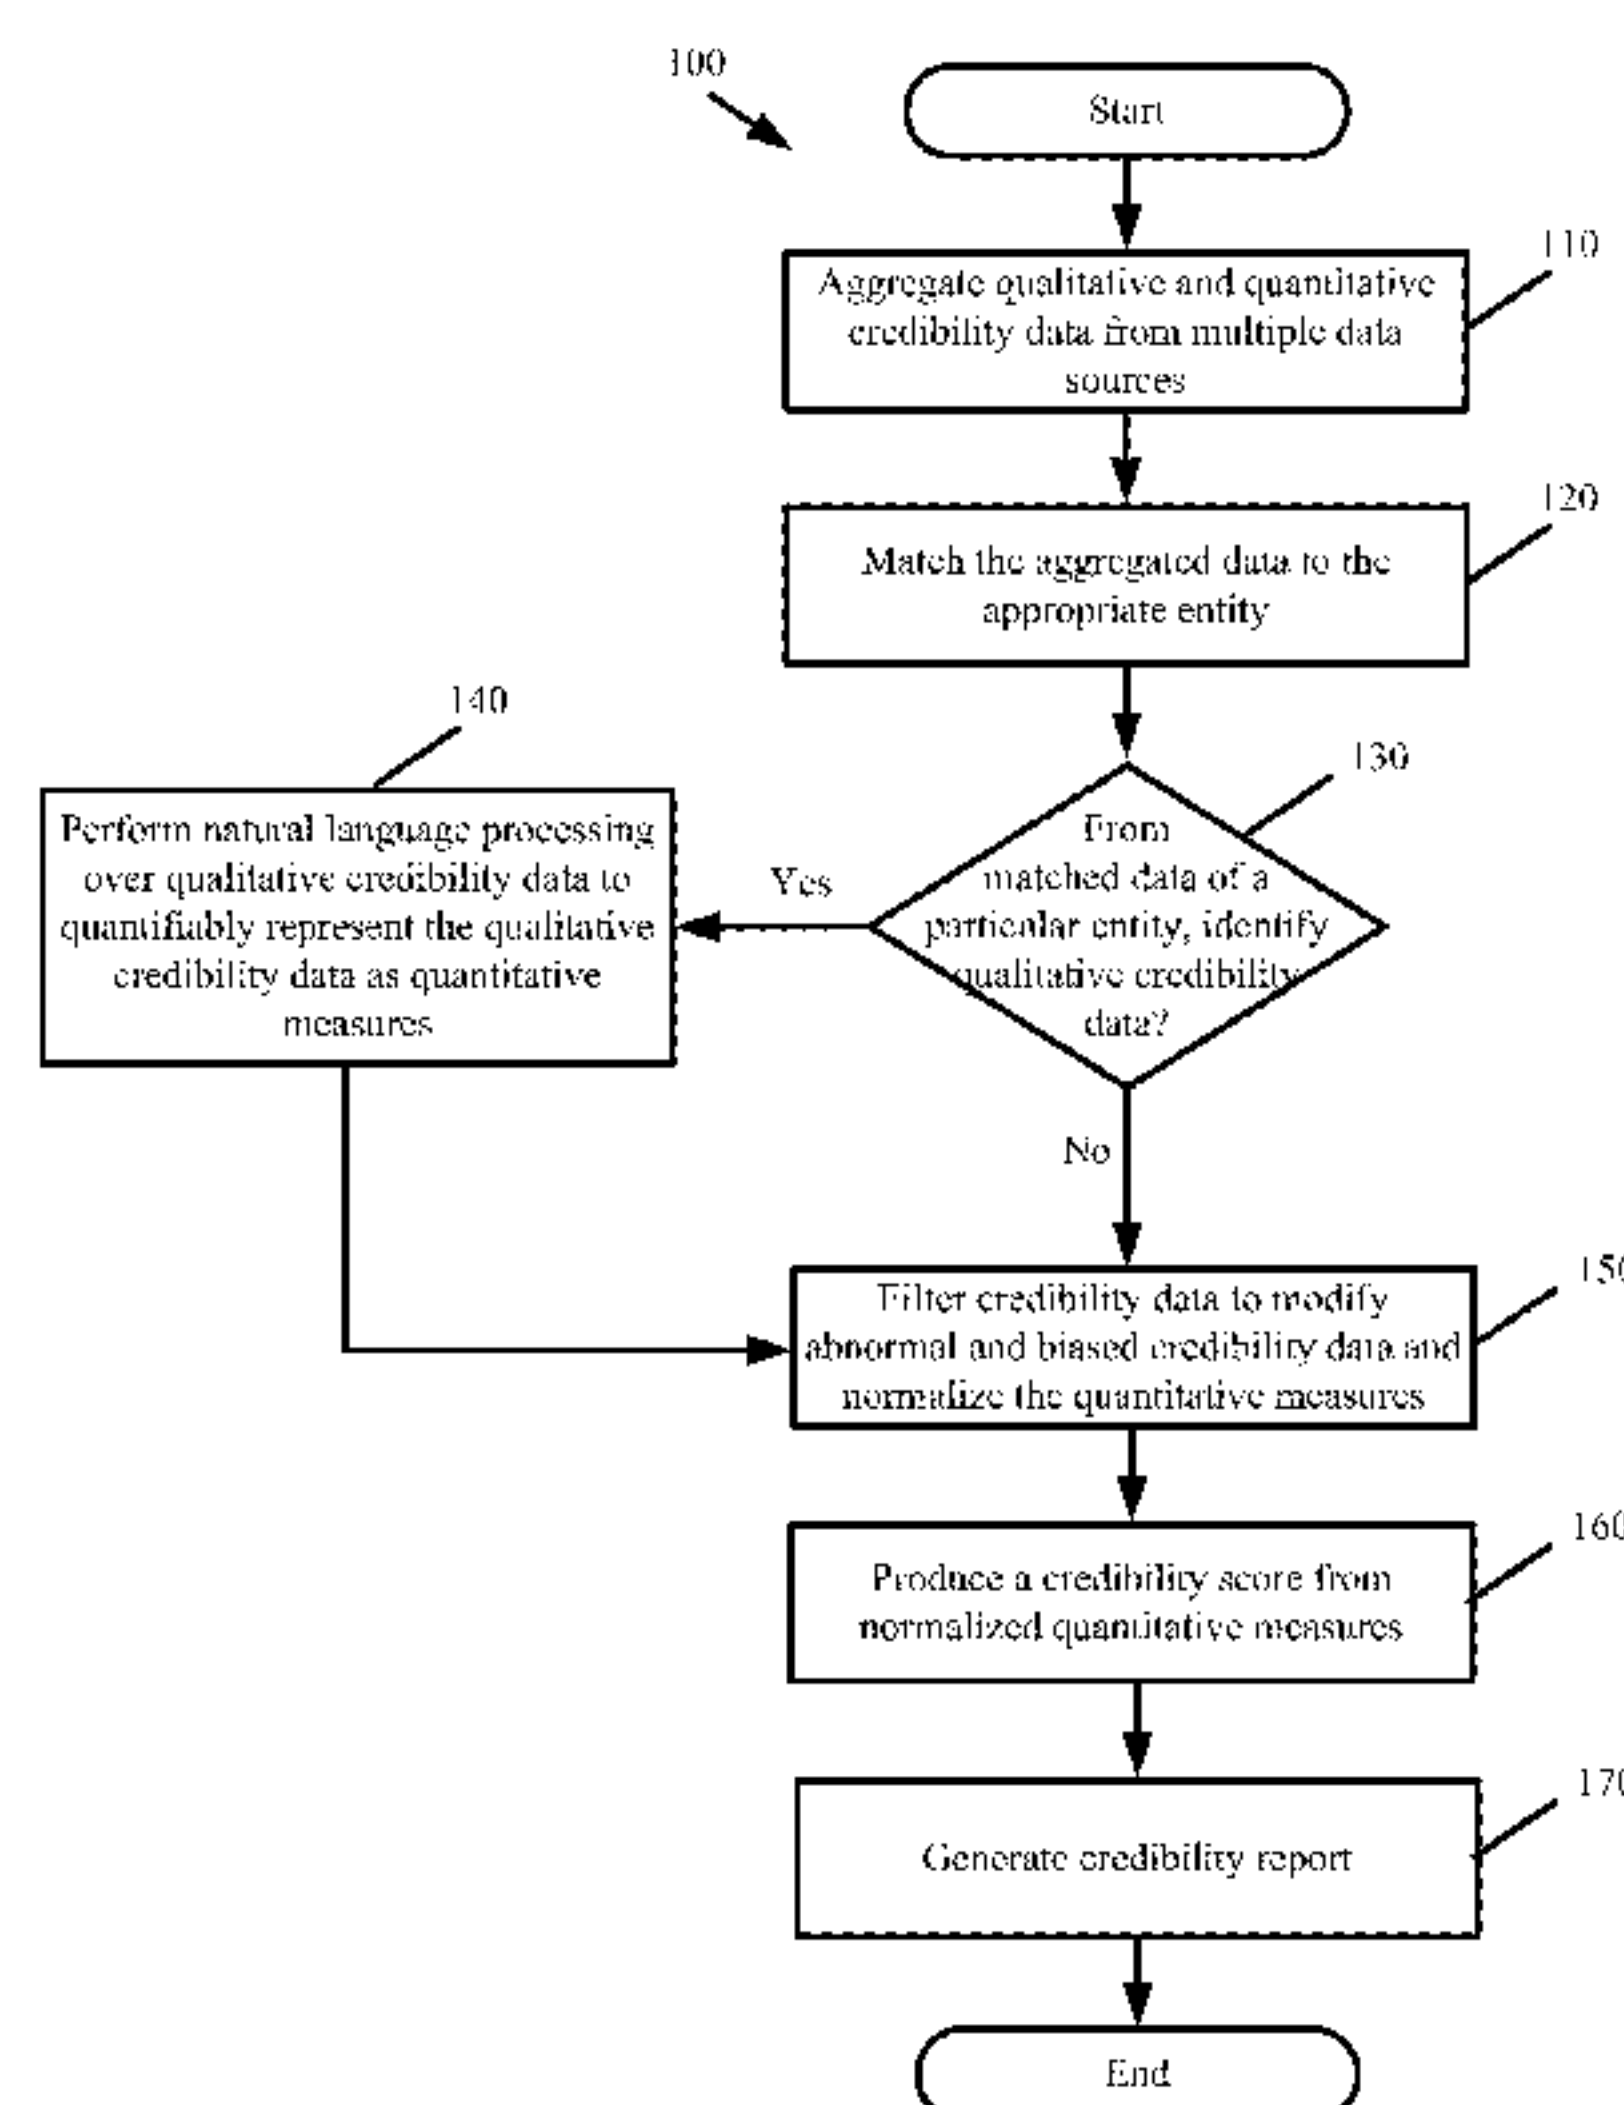 100
Start
110
Aggregate qualitative and quantitative
credibility data from multiple data
sources
120
Match the aggregated data to the
appropriate entity
140
130
Perform natural language processing
over qualitative credibility data to
quantifiably represent the qualitative
credibility data as quantitative
measures
Yes
From
matched data of a
particular entity, identify
qualitative credibility
data?
No
150
Filter credibility data to modify
abnormal and biased credibility data and
normalize the quantitative measures
160
Produce a credibility score from
normalized quantitative measures
170
Generate credibility report
End